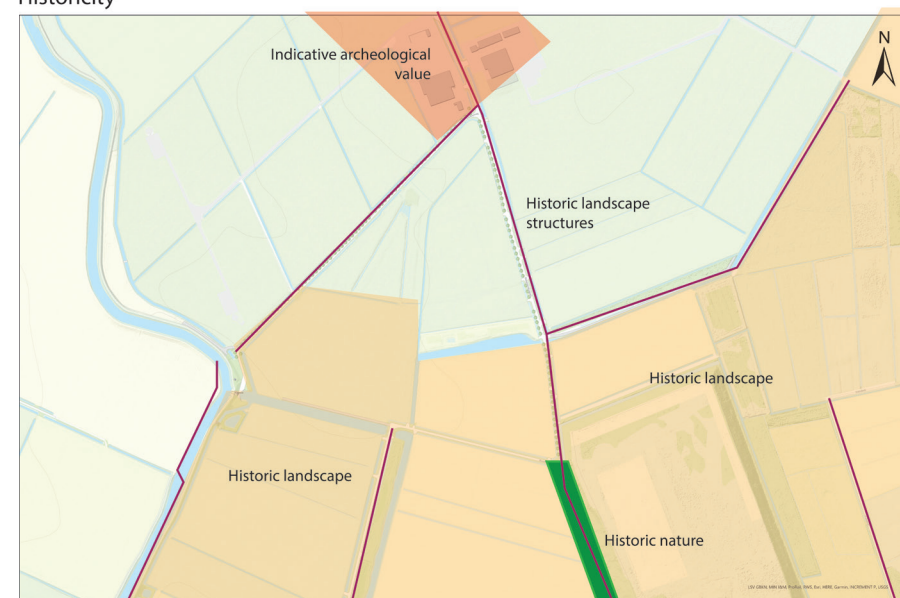 Historicity
Indicative archeological
value
N
Historic landscape
structures
Historic landscape
Historic landscape
Historic nature